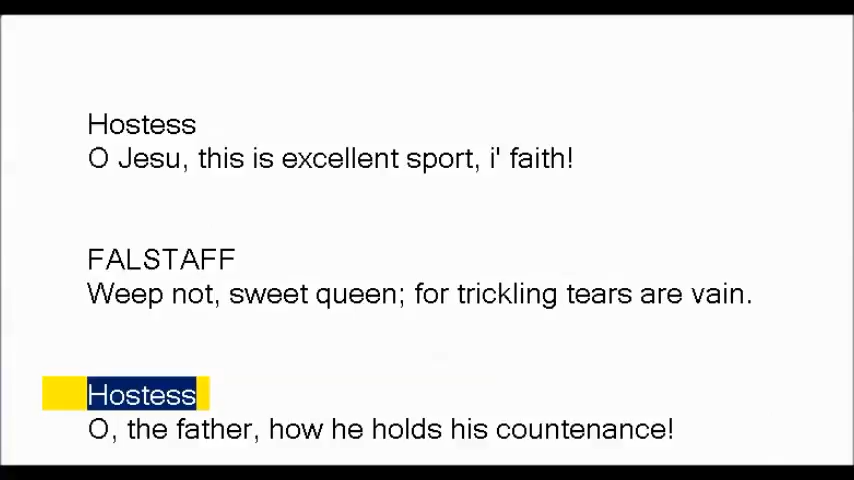 Hostess
O Jesu, this is excellent sport, i' faith!
FALSTAFF
Weep not, sweet queen; for trickling tears are vain.
Hostess
O, the father, how he holds his countenance!